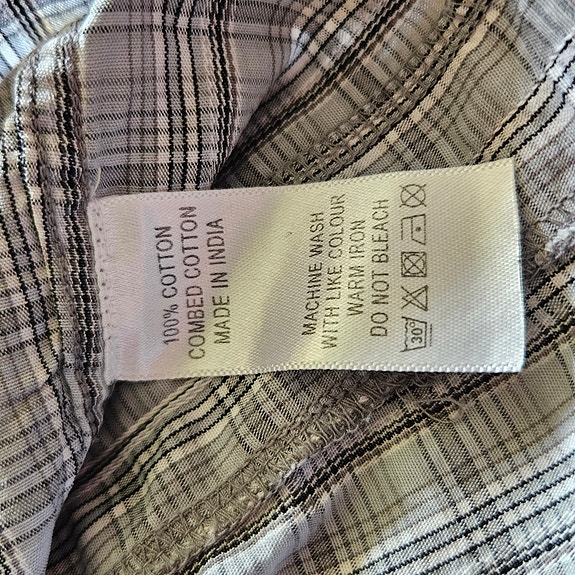 100% COTTON
COMBED COTTON
MADE IN INDIA
MACHINE WASH
WITH LIKE COLOUR
WARM IRON
DO NOT BLEACH
30°